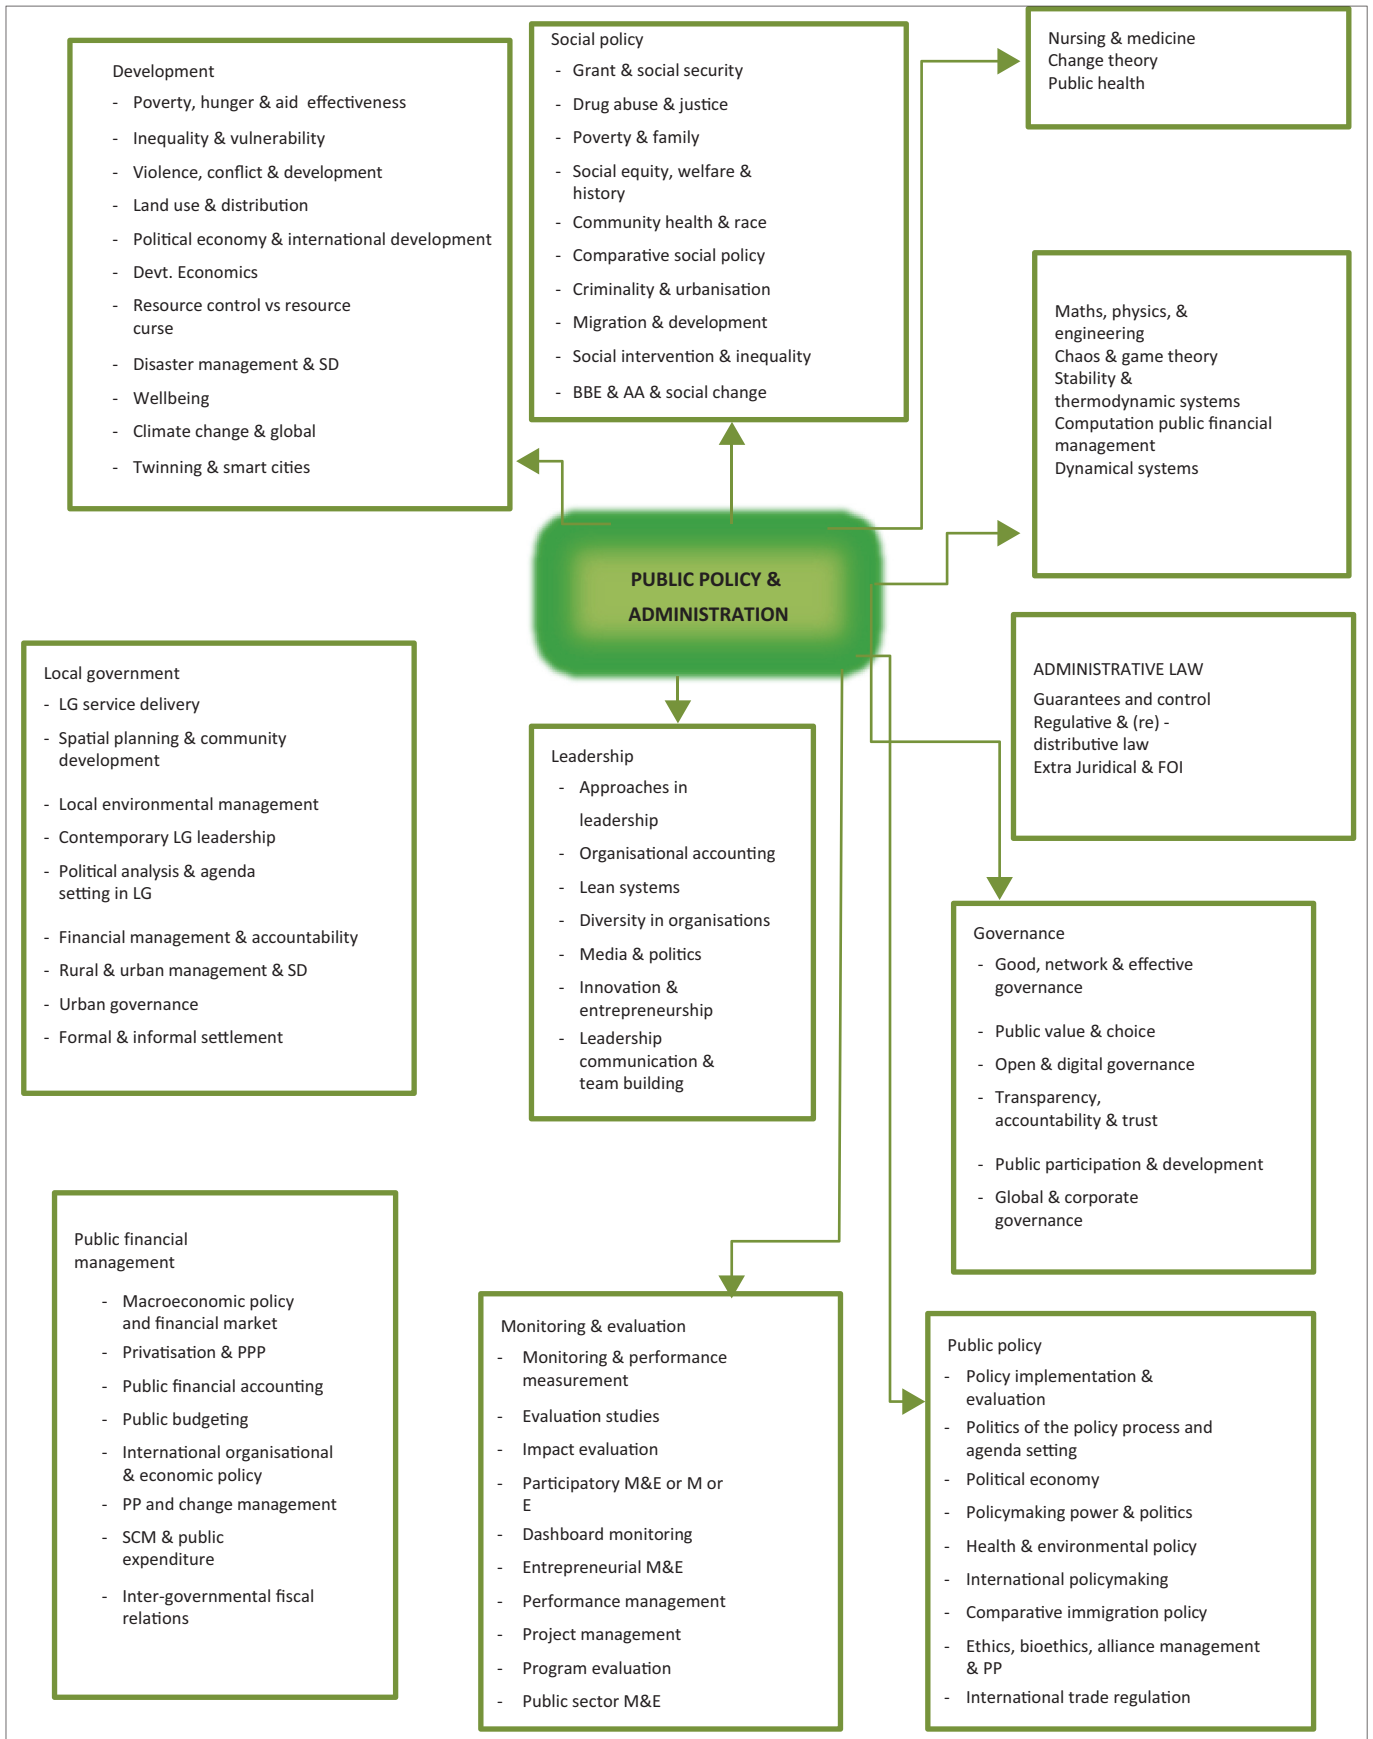 Development
- Poverty, hunger & aid effectiveness
- Inequality & vulnerability
- Violence, conflict & development
- Land use & distribution
- Political economy & international development
- Devt. Economics
- Resource control vs resource
curse
- Disaster management & SD
- Wellbeing
- Climate change & global
- Twinning & smart cities
Social policy
- Grant & social security
- Drug abuse & justice
- Poverty & family
- Social equity, welfare &
history
- Community health & race
- Comparative social policy
- Criminality & urbanisation
- Migration & development
- Social intervention & inequality
- BBE & AA & social change
Nursing & medicine
Change theory
Public health
Maths, physics, &
engineering
Chaos & game theory
Stability &
thermodynamic systems
Computation public financial
management
Dynamical systems
PUBLIC POLICY &
ADMINISTRATION
ADMINISTRATIVE LAW
Guarantees and control
Regulative & (re) -
distributive law
Extra Juridical & FOI
Local government
- LG service delivery
- Spatial planning & community
development
- Local environmental management
- Contemporary LG leadership
- Political analysis & agenda
setting in LG
- Financial management & accountability
- Rural & urban management & SD
- Urban governance
- Formal & informal settlement
Leadership
- Approaches in
leadership
- Organisational accounting
- Lean systems
- Diversity in organisations
- Media & politics
- Innovation &
entrepreneurship
- Leadership
communication &
team building
Governance
- Good, network & effective
governance
- Public value & choice
- Open & digital governance
- Transparency,
accountability & trust
- Public participation & development
- Global & corporate
governance
Public financial
management
- Macroeconomic policy
and financial market
- Privatisation & PPP
- Public financial accounting
- Public budgeting
- International organisational
& economic policy
- PP and change management
- SCM & public
expenditure
- Inter-governmental fiscal
relations
Monitoring & evaluation
- Monitoring & performance
measurement
- Evaluation studies
- Impact evaluation
- Participatory M&E or M or
E
- Dashboard monitoring
- Entrepreneurial M&E
- Performance management
- Project management
- Program evaluation
- Public sector M&E
Public policy
- Policy implementation &
evaluation
- Politics of the policy process and
agenda setting
- Political economy
- Policymaking power & politics
- Health & environmental policy
- International policymaking
- Comparative immigration policy
- Ethics, bioethics, alliance management
& PP
- International trade regulation